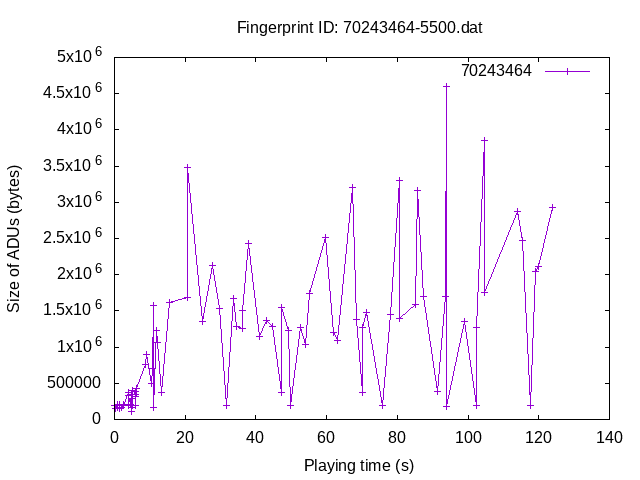 Fingerprint ID: 70243464-5500.dat
70243464
Size of ADUs (bytes)
5x10^6
4.5x10^6
4x10^6
3.5x10^6
3x10^6
2.5x10^6
2x10^6
1.5x10^6
1x10^6
500000
0
0 20 40 60 80 100 120 140
Playing time (s)